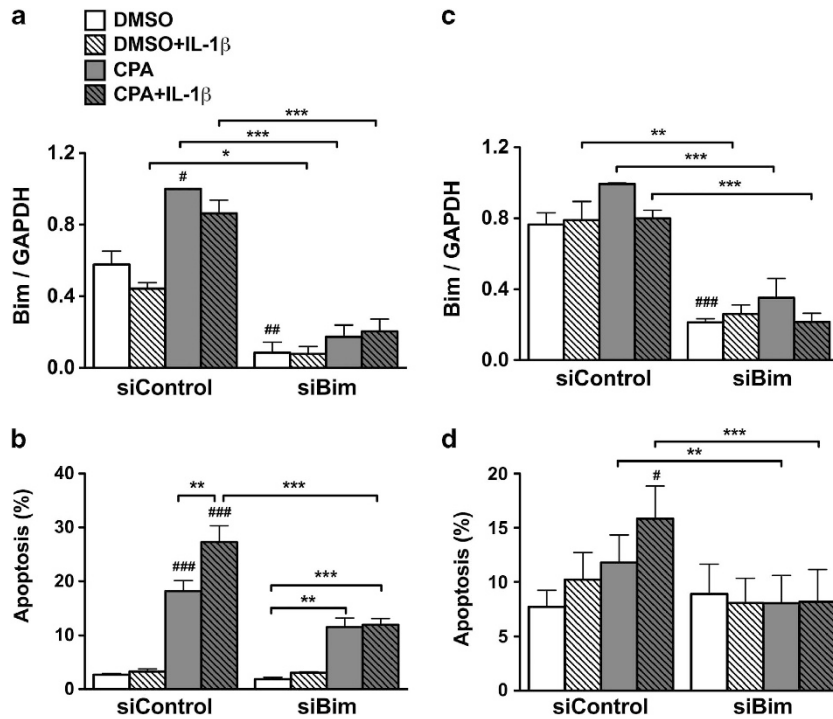 a
DMSO
DMSO+IL-1β
CPA
CPA+IL-1β
***
***
*
#
##
Bim / GAPDH
1.2
0.8
0.4
0.0
siControl
siBim
c
**
***
***
###
Bim / GAPDH
1.2
0.8
0.4
0.0
siControl
siBim
b
**
***
###
###
***
**
Apoptosis (%)
40
30
20
10
0
siControl
siBim
d
***
**
#
Apoptosis (%)
20
15
10
5
0
siControl
siBim